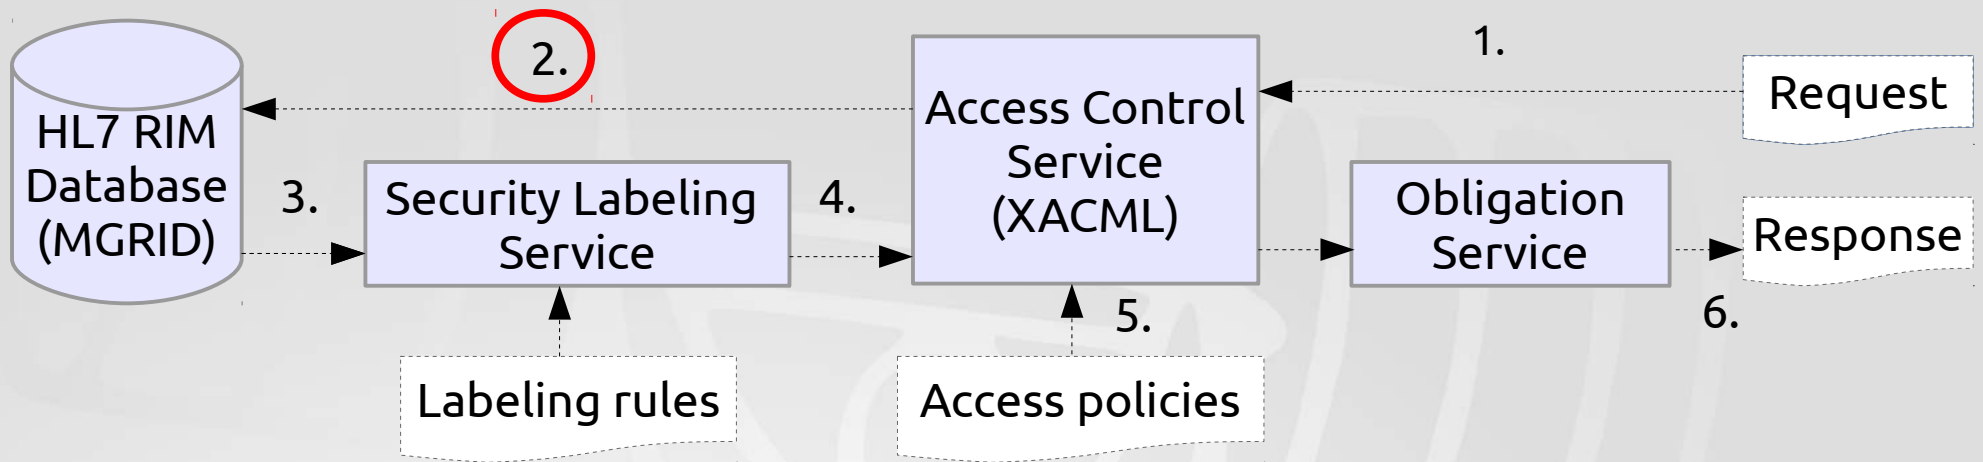 2.
1.
Request
HL7 RIM
Database
(MGRID)
3.
Security Labeling
Service
4.
Access Control
Service
(XACML)
Obligation
Service
Response
5.
6.
Labeling rules
Access policies